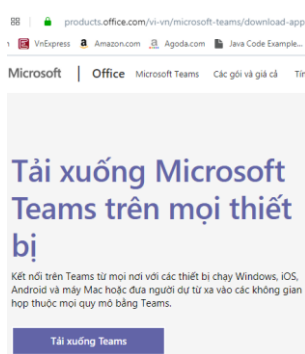 products.office.com/vi-vn/microsoft-teams/download-app
VnExpress Amazon.com Agoda.com Java Code Example...
Microsoft | Office Microsoft Teams Các gói và giá cả
Tải xuống Microsoft
Teams trên mọi thiết
bị
Kết nối trên Teams từ mọi nơi với các thiết bị chạy Windows, iOS,
Android và máy Mac hoặc đưa người dự từ xa vào các không gian
họp thuộc mọi quy mô bằng Teams.
Tải xuống Teams